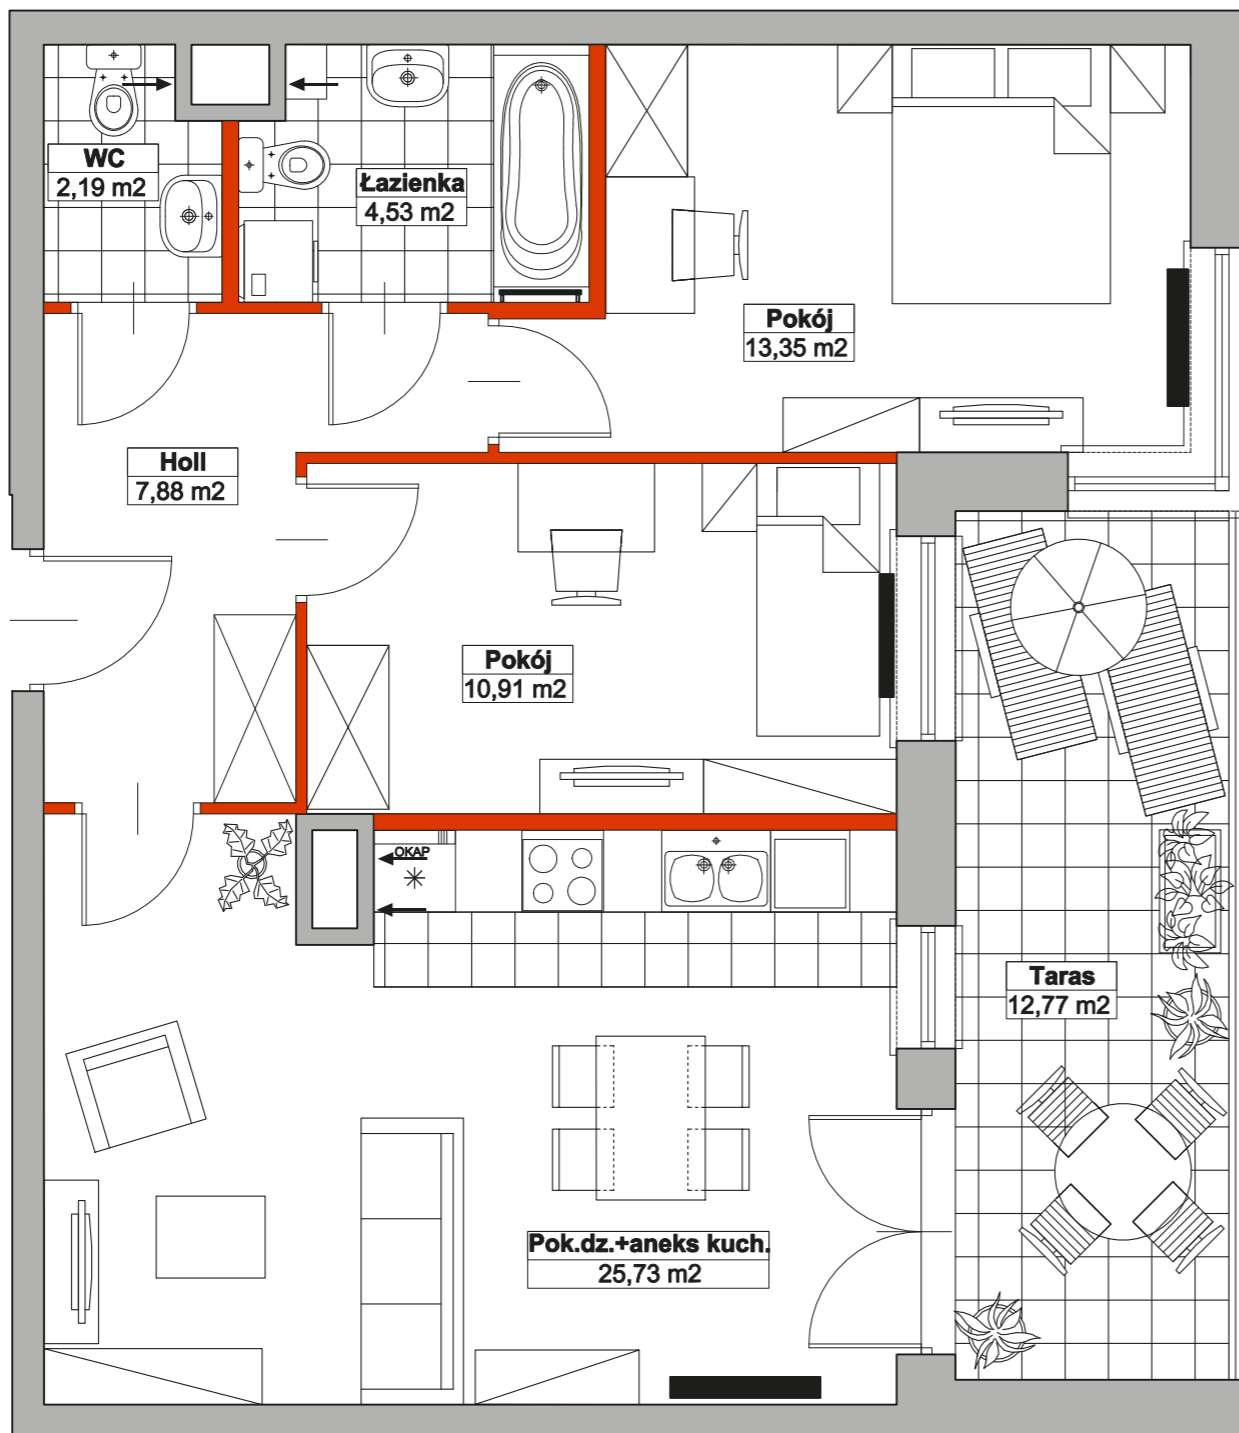 WC
2,19 m2
Łazienka
4,53 m2
Pokój
13,35 m2
Holl
7,88 m2
Pokój
10,91 m2
OKAP
Taras
12,77 m2
Pok.dz.+aneks kuch.
25,73 m2